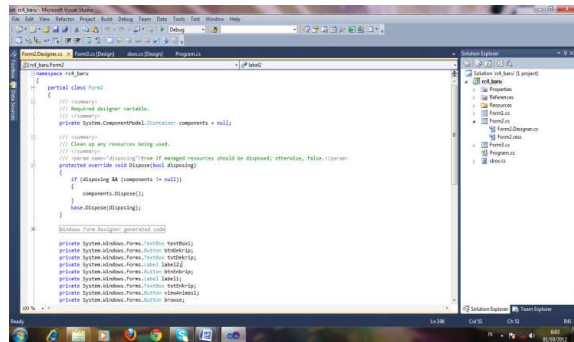 rc4_baru - Microsoft Visual Studio
File Edit View Refactor Project Build Debug Team Data Tools Test Window Help
Debug
Form2.Designer.cs Form3.cs [Design] dxxx.cs [Design] Program.cs
rc4_baru.Form2 label2
namespace rc4_baru
{
partial class Form2
{
/// <summary>
/// Required designer variable.
/// </summary>
private System.ComponentModel.IContainer components = null;
/// <summary>
/// Clean up any resources being used.
/// </summary>
/// <param name="disposing">true if managed resources should be disposed; otherwise, false.</param>
protected override void Dispose(bool disposing)
{
if (disposing && (components != null))
{
components.Dispose();
}
base.Dispose(disposing);
}
Windows Form Designer generated code
private System.Windows.Forms.TextBox textBox1;
private System.Windows.Forms.Button btnDekrip;
private System.Windows.Forms.TextBox txtDekrip;
private System.Windows.Forms.Label label2;
private System.Windows.Forms.Button btnEnkrip;
private System.Windows.Forms.Label label1;
private System.Windows.Forms.TextBox txtEnkrip;
private System.Windows.Forms.Button viewAnimasi;
private System.Windows.Forms.Button browse;
100 %
Solution Explorer
Solution 'rc4_baru' (1 project)
rc4_baru
Properties
References
Resources
Form1.cs
Form2.cs
Form2.Designer.cs
Form2.resx
Form3.cs
Program.cs
Solution Explorer Team Explorer
Ready Ln 396 Col 51 Ch 51 INS
IN 6:03
01/10/2012